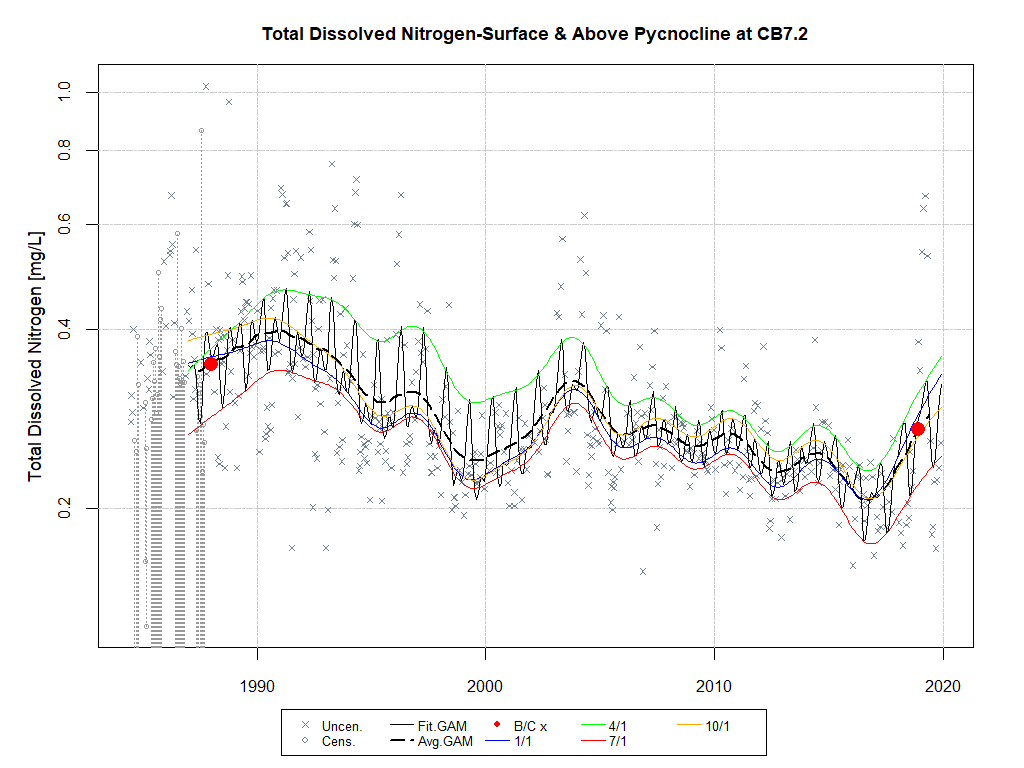 Total Dissolved Nitrogen-Surface & Above Pycnocline at CB7.2
Total Dissolved Nitrogen [mg/L]
1.0
0.8
0.6
0.4
0.2
1990 2000 2010 2020
Uncen. Fit.GAM B/C x 4/1 10/1
Cens. Avg.GAM 1/1 7/1